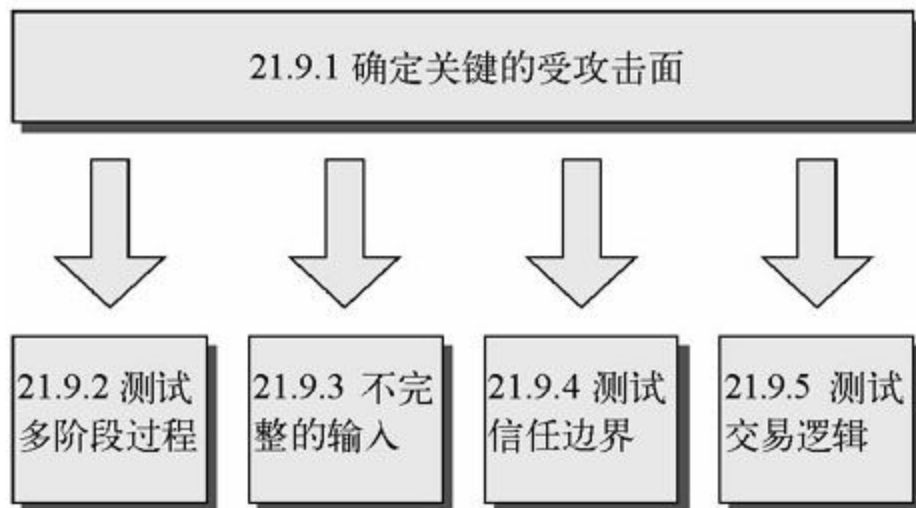 21.9.1 确定关键的受攻击面
21.9.2 测试
多阶段过程
21.9.3 不完
整的输入
21.9.4 测试
信任边界
21.9.5 测试
交易逻辑